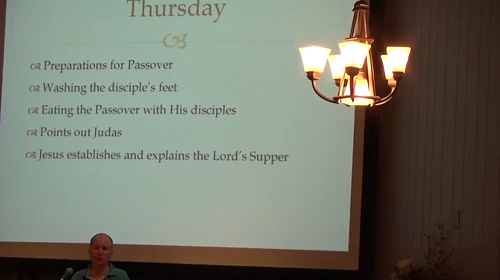 Thursday
Preparations for Passover
Washing the disciple's feet
Eating the Passover with His disciples
Points out Judas
Jesus establishes and explains the Lord's Supper